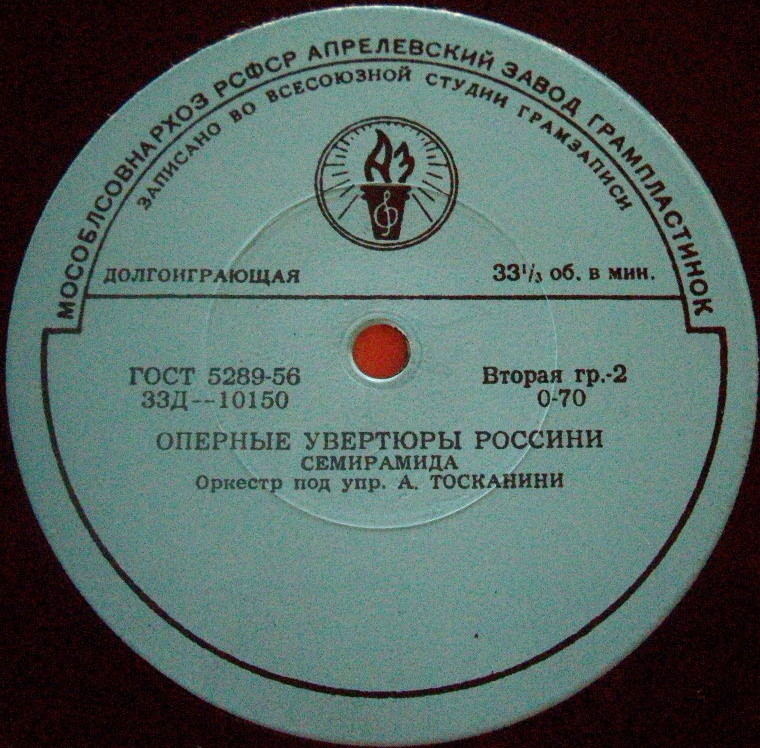 МОСОБЛСОВНАРХОЗ РСФСР АПРЕЛЕВСКИЙ ЗАВОД ГРАМПЛАСТИНОК
ЗАПИСАНО ВО ВСЕСОЮЗНОЙ СТУДИИ ГРАМЗАПИСИ
АЗ
ДОЛГОИГРАЮЩАЯ 33¹/₃ об. в мин.
ГОСТ 5289-56 Вторая гр.-2
33Д--10150 0-70
ОПЕРНЫЕ УВЕРТЮРЫ РОССИНИ
СЕМИРАМИДА
Оркестр под упр. А. ТОСКАНИНИ